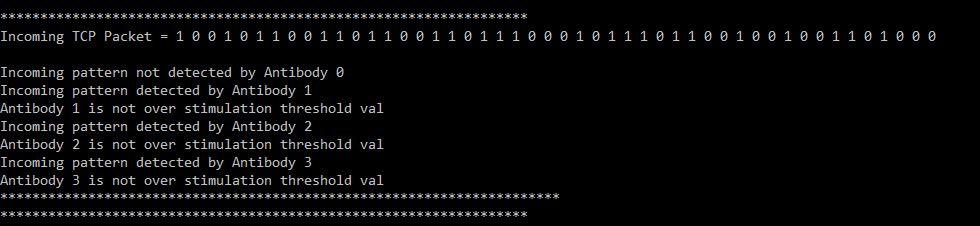 ******************************************************************
Incoming TCP Packet = 1 0 0 1 0 1 1 0 0 1 1 0 1 1 0 0 1 1 0 1 1 1 0 0 0 1 0 1 1 1 0 1 1 0 0 1 0 0 1 0 0 1 1 0 1 0 0 0
Incoming pattern not detected by Antibody 0
Incoming pattern detected by Antibody 1
Antibody 1 is not over stimulation threshold val
Incoming pattern detected by Antibody 2
Antibody 2 is not over stimulation threshold val
Incoming pattern detected by Antibody 3
Antibody 3 is not over stimulation threshold val
**********************************************************************
******************************************************************